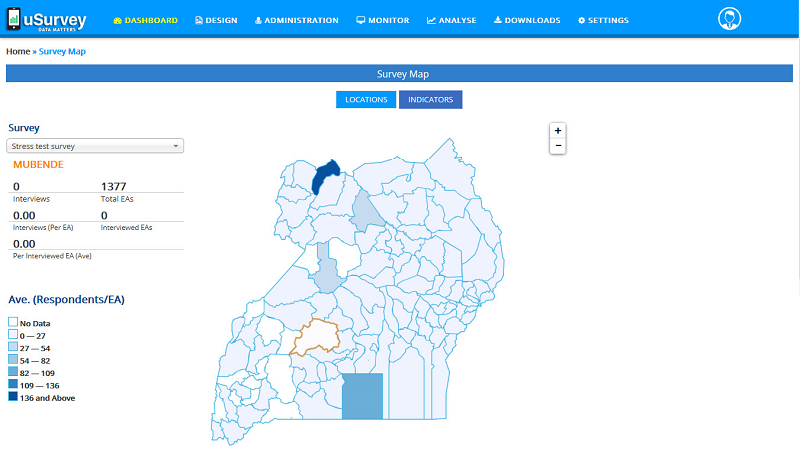 uSurvey
DATA MATTERS
DASHBOARD DESIGN ADMINISTRATION MONITOR ANALYSE DOWNLOADS SETTINGS
Home » Survey Map
Survey Map
LOCATIONS INDICATORS
Survey
Stress test survey
MUBENDE
0 1377
Interviews Total EAs
0.00 0
Interviews (Per EA) Interviewed EAs
0.00
Per Interviewed EA (Ave)
+
−
Ave. (Respondents/EA)
No Data
0 — 27
27 — 54
54 — 82
82 — 109
109 — 136
136 and Above